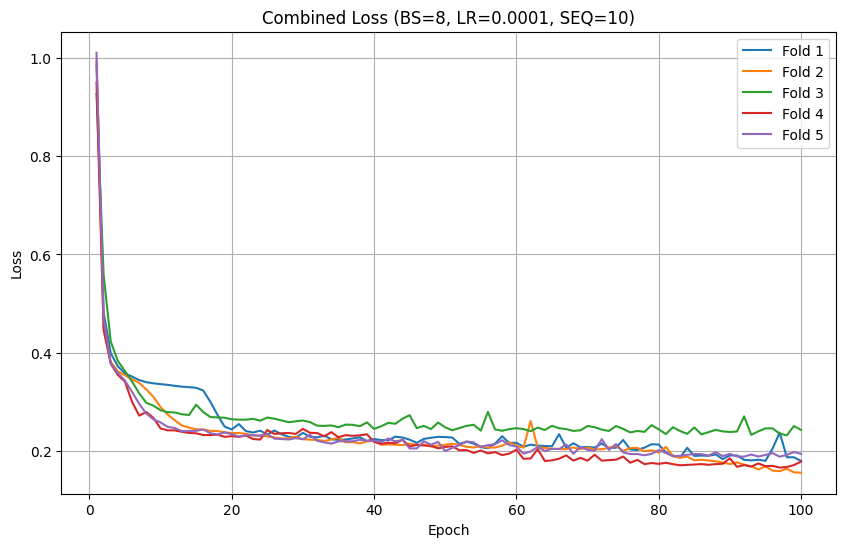 Combined Loss (BS=8, LR=0.0001, SEQ=10)
Fold 1
Fold 2
Fold 3
Fold 4
Fold 5
Loss
1.0
0.8
0.6
0.4
0.2
0
20
40
60
80
100
Epoch